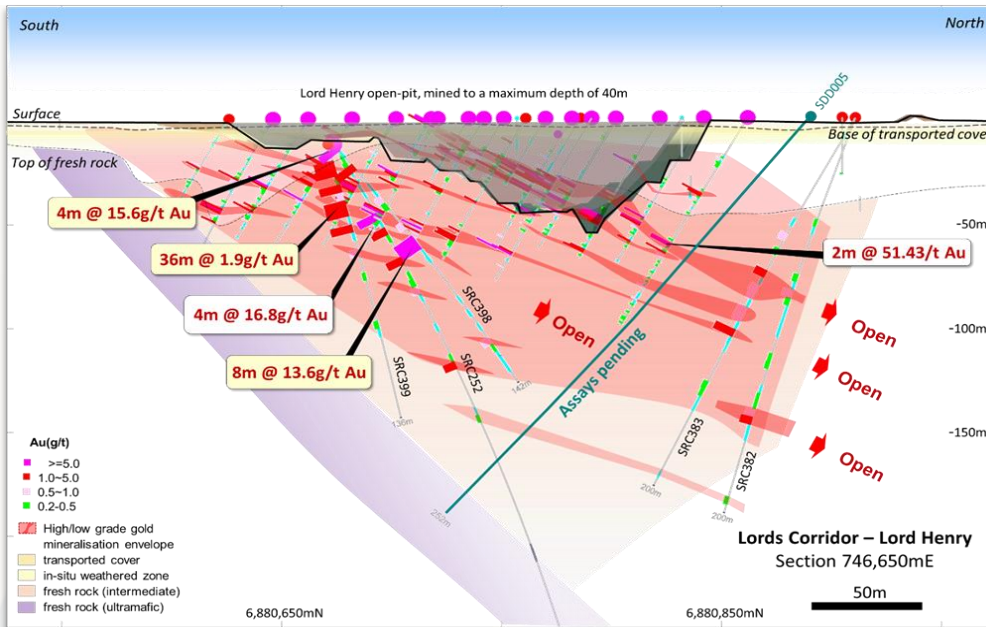 South
North
Lord Henry open-pit, mined to a maximum depth of 40m
SDD005
Surface
Base of transported cove
Top of fresh rock
4m @ 15.6g/t Au
-50m
36m @ 1.9g/t Au
2m @ 51.43/t Au
4m @ 16.8g/t Au
SRC398
Open
Open
-100m
8m @ 13.6g/t Au
SRC399
SRC252
Assays pending
Open
142m
136m
SRC383
SRC382
-150m
Open
Au(g/t)
>=5.0
1.0~5.0
0.5~1.0
0.2-0.5
200m
252m
200m
High/low grade gold
mineralisation envelope
transported cover
in-situ weathered zone
fresh rock (intermediate)
fresh rock (ultramafic)
Lords Corridor – Lord Henry
Section 746,650mE
50m
6,880,650mN
6,880,850mN